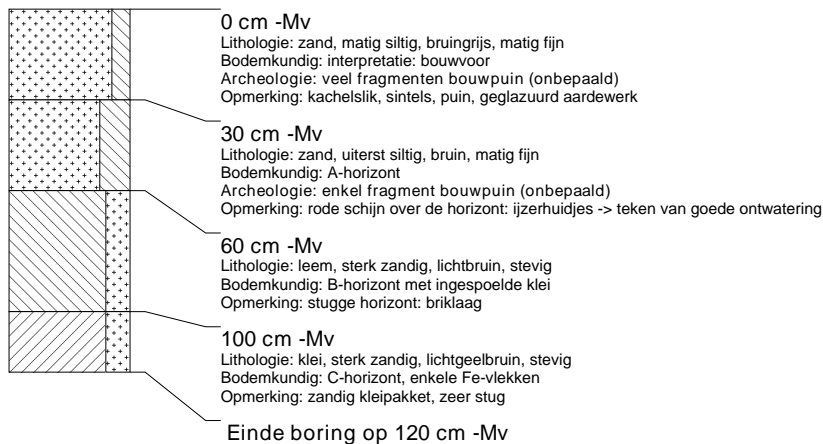 0 cm -Mv
Lithologie: zand, matig siltig, bruingrijs, matig fijn
Bodemkundig: interpretatie: bouwvoor
Archeologie: veel fragmenten bouwpuin (onbepaald)
Opmerking: kachelslik, sintels, puin, geglazuurd aardewerk
30 cm -Mv
Lithologie: zand, uiterst siltig, bruin, matig fijn
Bodemkundig: A-horizont
Archeologie: enkel fragment bouwpuin (onbepaald)
Opmerking: rode schijn over de horizont: ijzerhuidjes -> teken van goede ontwatering
60 cm -Mv
Lithologie: leem, sterk zandig, lichtbruin, stevig
Bodemkundig: B-horizont met ingespoelde klei
Opmerking: stugge horizont: briklaag
100 cm -Mv
Lithologie: klei, sterk zandig, lichtgeelbruin, stevig
Bodemkundig: C-horizont, enkele Fe-vlekken
Opmerking: zandig kleipakket, zeer stug
Einde boring op 120 cm -Mv